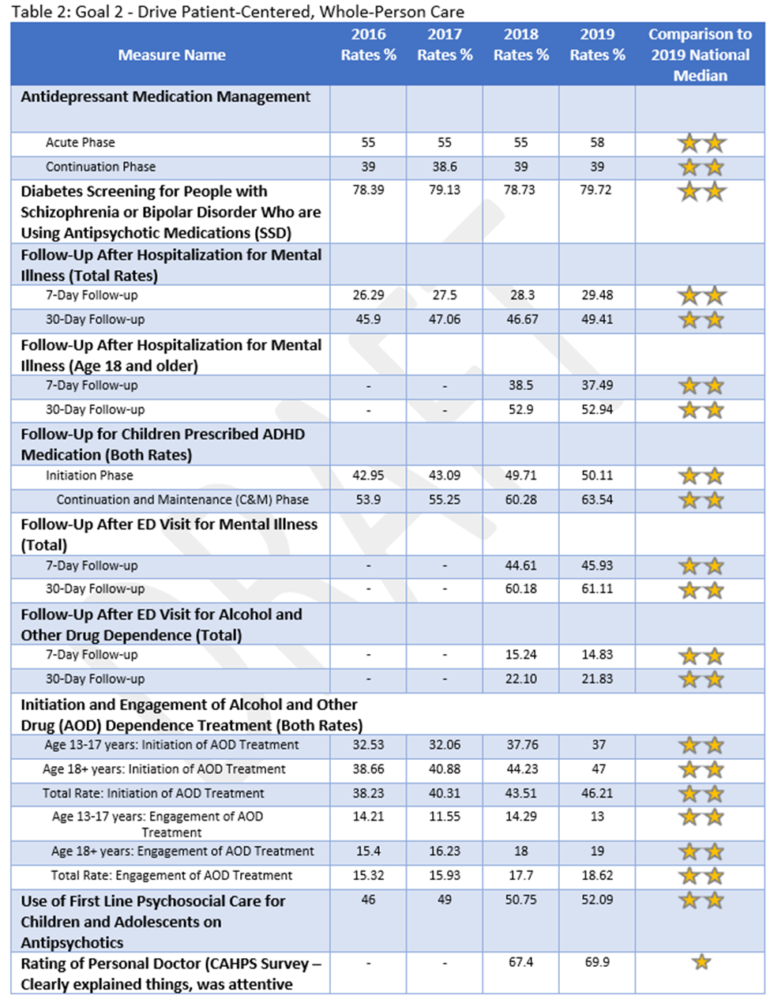 Table 2: Goal 2 - Drive Patient-Centered, Whole-Person Care
Measure Name 2016 Rates % 2017 Rates % 2018 Rates % 2019 Rates % Comparison to 2019 National Median
Antidepressant Medication Management
Acute Phase 55 55 55 58
Continuation Phase 39 38.6 39 39
Diabetes Screening for People with 78.39 79.13 78.73 79.72
Schizophrenia or Bipolar Disorder Who are
Using Antipsychotic Medications (SSD)
Follow-Up After Hospitalization for Mental
Illness (Total Rates)
7-Day Follow-up 26.29 27.5 28.3 29.48
30-Day Follow-up 45.9 47.06 46.67 49.41
Follow-Up After Hospitalization for Mental
Illness (Age 18 and older)
7-Day Follow-up - - 38.5 37.49
30-Day Follow-up - - 52.9 52.94
Follow-Up for Children Prescribed ADHD
Medication (Both Rates)
Initiation Phase 42.95 43.09 49.71 50.11
Continuation and Maintenance (C&M) Phase 53.9 55.25 60.28 63.54
Follow-Up After ED Visit for Mental Illness
(Total)
7-Day Follow-up - - 44.61 45.93
30-Day Follow-up - - 60.18 61.11
Follow-Up After ED Visit for Alcohol and
Other Drug Dependence (Total)
7-Day Follow-up - - 15.24 14.83
30-Day Follow-up - - 22.10 21.83
Initiation and Engagement of Alcohol and Other
Drug (AOD) Dependence Treatment (Both Rates)
Age 13-17 years: Initiation of AOD Treatment 32.53 32.06 37.76 37
Age 18+ years: Initiation of AOD Treatment 38.66 40.88 44.23 47
Total Rate: Initiation of AOD Treatment 38.23 40.31 43.51 46.21
Age 13-17 years: Engagement of AOD 14.21 11.55 14.29 13
Treatment
Age 18+ years: Engagement of AOD Treatment 15.4 16.23 18 19
Total Rate: Engagement of AOD Treatment 15.32 15.93 17.7 18.62
Use of First Line Psychosocial Care for 46 49 50.75 52.09
Children and Adolescents on
Antipsychotics
Rating of Personal Doctor (CAHPS Survey – - - 67.4 69.9
Clearly explained things, was attentive
DRAFT